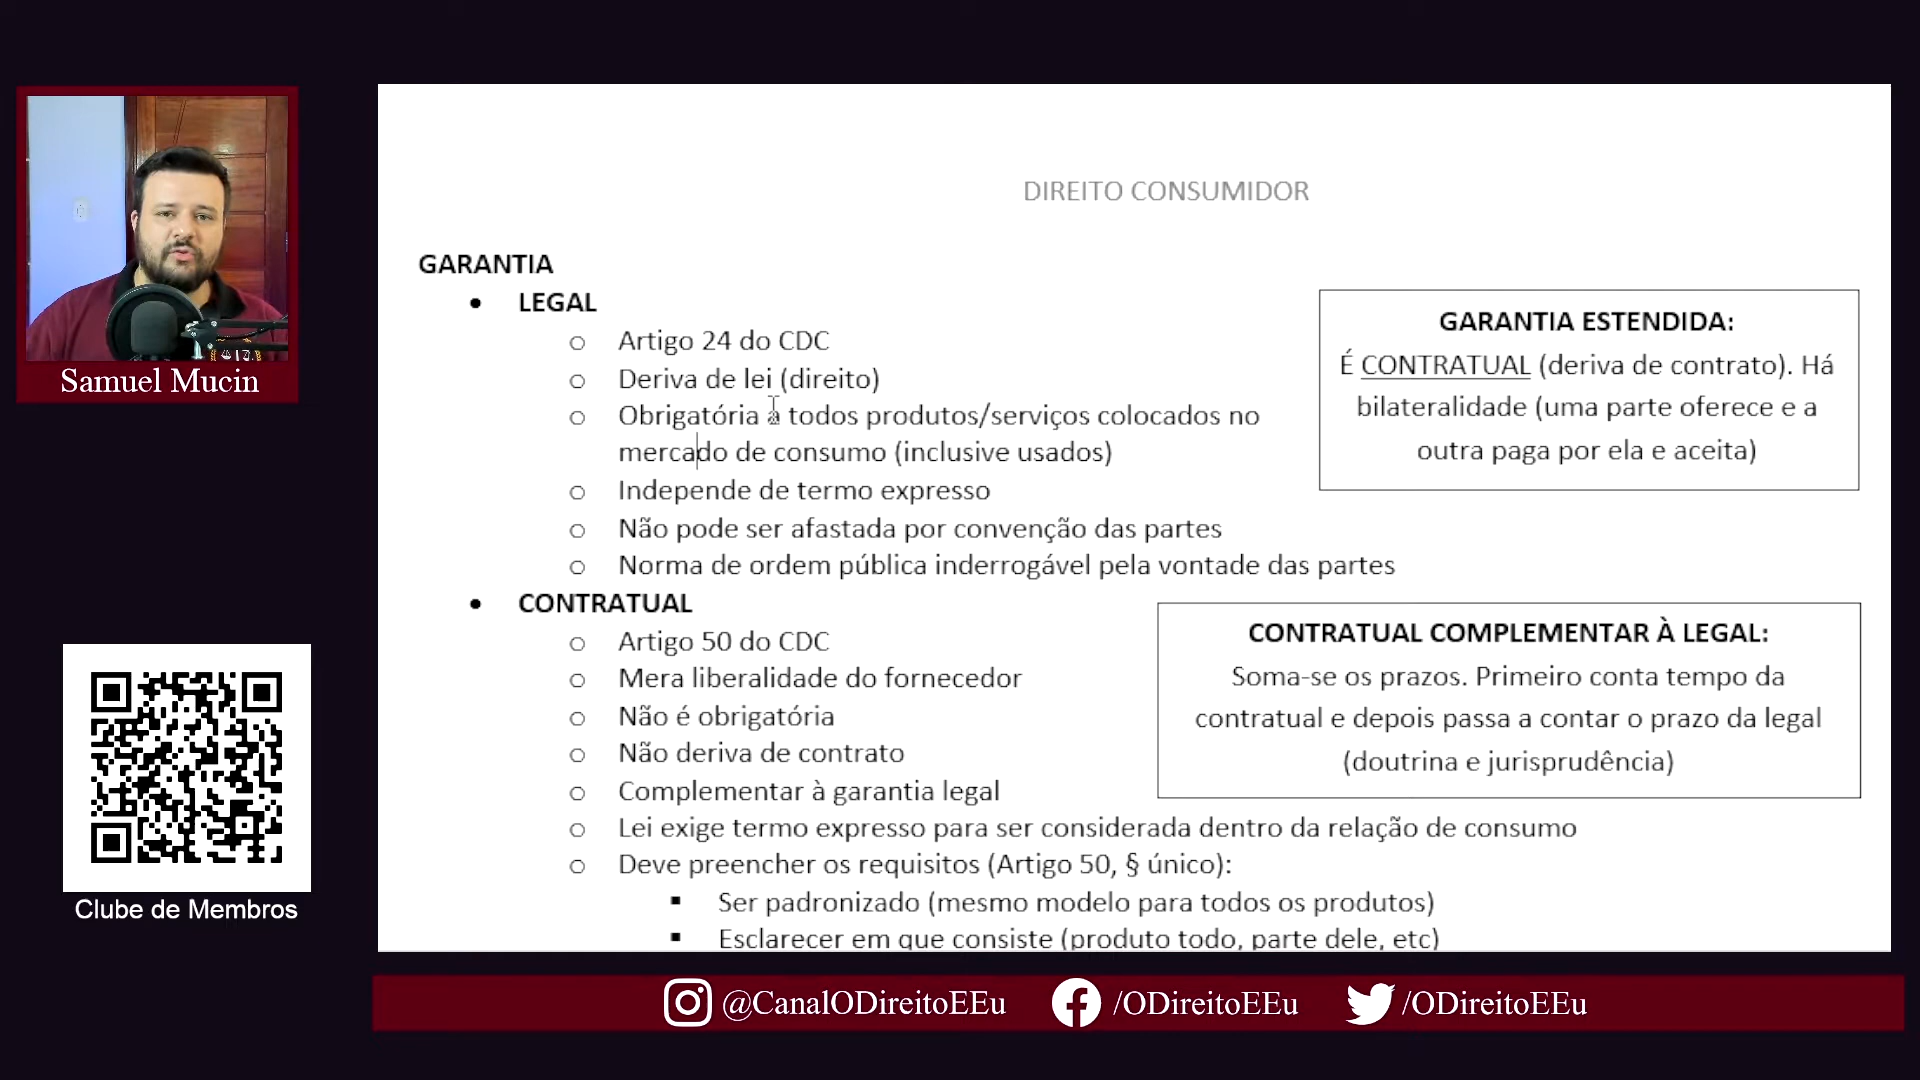 Samuel Mucin
Clube de Membros
DIREITO CONSUMIDOR
GARANTIA
• LEGAL
o Artigo 24 do CDC
o Deriva de lei (direito)
o Obrigatória a todos produtos/serviços colocados no
mercado de consumo (inclusive usados)
o Independe de termo expresso
o Não pode ser afastada por convenção das partes
o Norma de ordem pública inderrogável pela vontade das partes
GARANTIA ESTENDIDA:
É CONTRATUAL (deriva de contrato). Há
bilateralidade (uma parte oferece e a
outra paga por ela e aceita)
• CONTRATUAL
o Artigo 50 do CDC
o Mera liberalidade do fornecedor
o Não é obrigatória
o Não deriva de contrato
o Complementar à garantia legal
o Lei exige termo expresso para ser considerada dentro da relação de consumo
o Deve preencher os requisitos (Artigo 50, § único):
▪ Ser padronizado (mesmo modelo para todos os produtos)
▪ Esclarecer em que consiste (produto todo, parte dele, etc)
CONTRATUAL COMPLEMENTAR À LEGAL:
Soma-se os prazos. Primeiro conta tempo da
contratual e depois passa a contar o prazo da legal
(doutrina e jurisprudência)
@CanalODireitoEEu /ODireitoEEu /ODireitoEEu